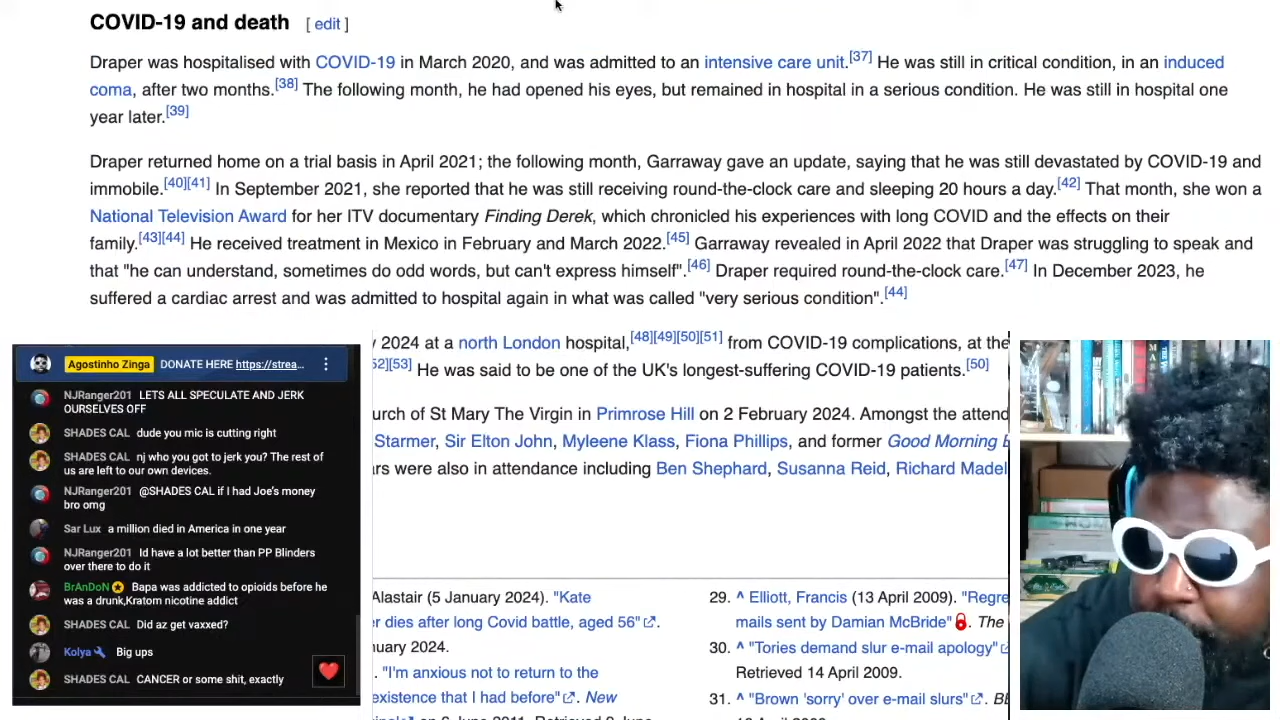 COVID-19 and death [ edit ]
Draper was hospitalised with COVID-19 in March 2020, and was admitted to an intensive care unit.[37] He was still in critical condition, in an induced
coma, after two months.[38] The following month, he had opened his eyes, but remained in hospital in a serious condition. He was still in hospital one
year later.[39]
Draper returned home on a trial basis in April 2021; the following month, Garraway gave an update, saying that he was still devastated by COVID-19 and
immobile.[40][41] In September 2021, she reported that he was still receiving round-the-clock care and sleeping 20 hours a day.[42] That month, she won a
National Television Award for her ITV documentary Finding Derek, which chronicled his experiences with long COVID and the effects on their
family.[43][44] He received treatment in Mexico in February and March 2022.[45] Garraway revealed in April 2022 that Draper was struggling to speak and
that "he can understand, sometimes do odd words, but can't express himself".[46] Draper required round-the-clock care.[47] In December 2023, he
suffered a cardiac arrest and was admitted to hospital again in what was called "very serious condition".[44]
y 2024 at a north London hospital,[48][49][50][51] from COVID-19 complications, at the
52][53] He was said to be one of the UK's longest-suffering COVID-19 patients.[50]
urch of St Mary The Virgin in Primrose Hill on 2 February 2024. Amongst the attend
Starmer, Sir Elton John, Myleene Klass, Fiona Phillips, and former Good Morning
rs were also in attendance including Ben Shephard, Susanna Reid, Richard Madel
Alastair (5 January 2024). "Kate
r dies after long Covid battle, aged 56".
nuary 2024.
. "I'm anxious not to return to the
existence that I had before". New
on 6 June 2011. Retrieved 9 June
29. ^ Elliott, Francis (13 April 2009). "Regre
mails sent by Damian McBride". The
30. ^ "Tories demand slur e-mail apology"
Retrieved 14 April 2009.
31. ^ "Brown 'sorry' over e-mail slurs".
Agostinho Zinga DONATE HERE https://strea...
NJRanger201 LETS ALL SPECULATE AND JERK
OURSELVES OFF
SHADES CAL dude you mic is cutting right
SHADES CAL nj who you got to jerk you? The rest of
us are left to our own devices.
NJRanger201 @SHADES CAL if I had Joe's money
bro omg
Sar Lux a million died in America in one year
NJRanger201 Id have a lot better than PP Blinders
over there to do it
BrAnDoN Bapa was addicted to opioids before he
was a drunk,Kratom nicotine addict
SHADES CAL Did az get vaxxed?
Kolya Big ups
SHADES CAL CANCER or some shit, exactly